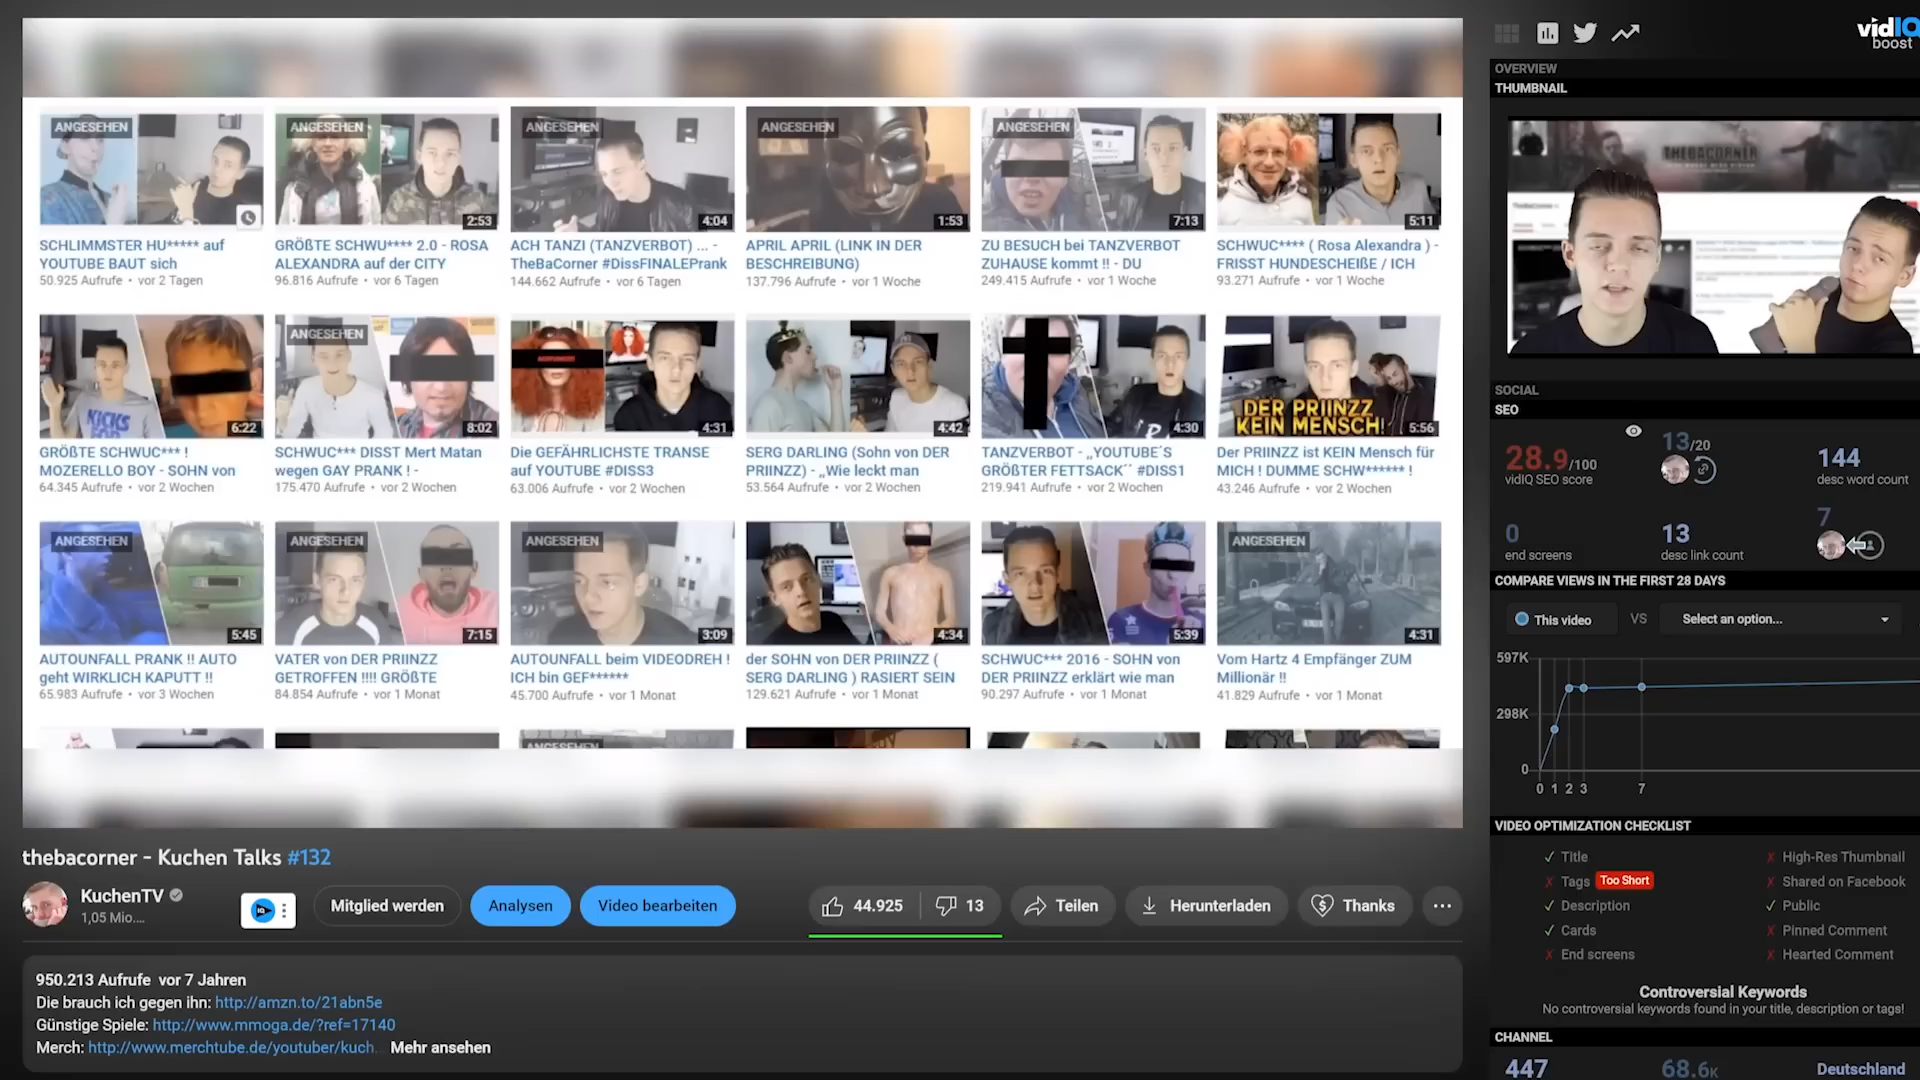 ANGESEHEN
ANGESEHEN
ANGESEHEN
ANGESEHEN
ANGESEHEN
2:53
4:04
1:53
7:13
5:11
SCHLIMMSTER HU***** auf
YOUTUBE BAUT sich
50.925 Aufrufe • vor 2 Tagen
GRÖßTE SCHWU**** 2.0 - ROSA
ALEXANDRA auf der CITY
96.816 Aufrufe • vor 6 Tagen
ACH TANZI (TANZVERBOT) ... -
TheBaCorner #DissFINALEPrank
144.662 Aufrufe • vor 6 Tagen
APRIL APRIL (LINK IN DER
BESCHREIBUNG)
137.796 Aufrufe • vor 1 Woche
ZU BESUCH bei TANZVERBOT
ZUHAUSE kommt !! - DU
249.415 Aufrufe • vor 1 Woche
SCHWUC**** ( Rosa Alexandra ) -
FRISST HUNDESCHEIßE / ICH
93.271 Aufrufe • vor 1 Woche
ANGESEHEN
KICKS
DER PRIINZZ
KEIN MENSCH!
6:22
8:02
4:31
4:42
4:30
5:56
GRÖßTE SCHWUC*** !
MOZERELLO BOY - SOHN von
64.345 Aufrufe • vor 2 Wochen
SCHWUC*** DISST Mert Matan
wegen GAY PRANK ! -
175.470 Aufrufe • vor 2 Wochen
Die GEFÄHRLICHSTE TRANSE
auf YOUTUBE #DISS3
63.006 Aufrufe • vor 2 Wochen
SERG DARLING (Sohn von DER
PRIINZZ) - „Wie leckt man
53.564 Aufrufe • vor 2 Wochen
TANZVERBOT - „YOUTUBE´S
GRÖßTER FETTSACK´´ #DISS1
219.941 Aufrufe • vor 2 Wochen
Der PRIINZZ ist KEIN Mensch für
MICH ! DUMME SCHW****** !
43.246 Aufrufe • vor 2 Wochen
ANGESEHEN
ANGESEHEN
ANGESEHEN
ANGESEHEN
5:45
7:15
3:09
4:34
5:39
4:31
AUTOUNFALL PRANK !! AUTO
geht WIRKLICH KAPUTT !!
65.983 Aufrufe • vor 3 Wochen
VATER von DER PRIINZZ
GETROFFEN !!!! GRÖßTE
84.854 Aufrufe • vor 1 Monat
AUTOUNFALL beim VIDEODREH !
ICH bin GEF******
45.700 Aufrufe • vor 1 Monat
der SOHN von DER PRIINZZ (
SERG DARLING ) RASIERT SEIN
129.621 Aufrufe • vor 1 Monat
SCHWUC*** 2016 - SOHN von
DER PRIINZZ erklärt wie man
90.297 Aufrufe • vor 1 Monat
Vom Hartz 4 Empfänger ZUM
Millionär !!
41.829 Aufrufe • vor 1 Monat
ANGESEHEN
thebacorner - Kuchen Talks #132
KuchenTV
1,05 Mio....
Mitglied werden
Analysen
Video bearbeiten
44.925
13
Teilen
Herunterladen
Thanks
950.213 Aufrufe vor 7 Jahren
Die brauch ich gegen ihn: http://amzn.to/21abn5e
Günstige Spiele: http://www.mmoga.de/?ref=17140
Merch: http://www.merchtube.de/youtuber/kuch
Mehr ansehen
vidIQ
boost
OVERVIEW
THUMBNAIL
THEBACORNER
SOCIAL
SEO
28.9/100
vidIQ SEO score
13/20
144
desc word count
0
end screens
13
desc link count
7
COMPARE VIEWS IN THE FIRST 28 DAYS
This video
VS
Select an option...
597K
298K
0
0 1 2 3 7
VIDEO OPTIMIZATION CHECKLIST
Title
High-Res Thumbnail
Tags Too Short
Shared on Facebook
Description
Public
Cards
Pinned Comment
End screens
Hearted Comment
Controversial Keywords
No controversial keywords found in your title, description or tags!
CHANNEL
447
68.6K
Deutschland